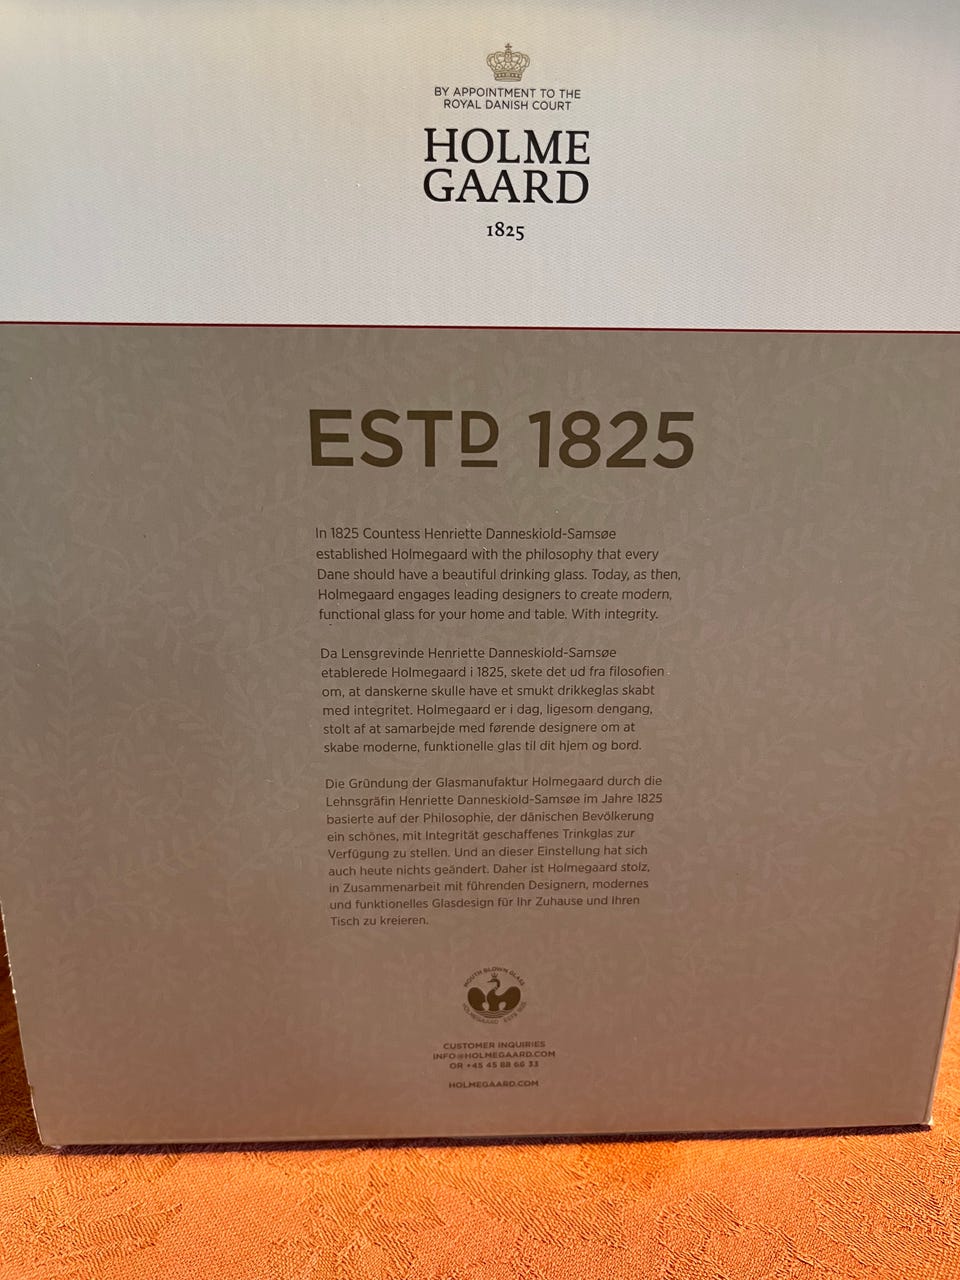 BY APPOINTMENT TO THE
ROYAL DANISH COURT
HOLME
GAARD
1825
ESTD 1825
In 1825 Countess Henriette Danneskiold-Samsøe
established Holmegaard with the philosophy that every
Dane should have a beautiful drinking glass. Today, as then,
Holmegaard engages leading designers to create modern,
functional glass for your home and table. With integrity.
Da Lensgrevinde Henriette Danneskiold-Samsøe
etablerede Holmegaard i 1825, skete det ud fra filosofien
om, at danskerne skulle have et smukt drikkeglas skabt
med integritet. Holmegaard er i dag, ligesom dengang,
stolt af at samarbejde med førende designere om at
skabe moderne, funktionelle glas til dit hjem og bord.
Die Gründung der Glasmanufaktur Holmegaard durch die
Lehnsgräfin Henriette Danneskiold-Samsøe im Jahre 1825
basierte auf der Philosophie, der dänischen Bevölkerung
ein schönes, mit Integrität geschaffenes Trinkglas zur
Verfügung zu stellen. Und an dieser Einstellung hat sich
auch heute nichts geändert. Daher ist Holmegaard stolz,
in Zusammenarbeit mit führenden Designern, modernes
und funktionelles Glasdesign für Ihr Zuhause und Ihren
Tisch zu kreieren.
MOUTH BLOWN GLASS
HOLMEGAARD
CUSTOMER INQUIRIES
INFO@HOLMEGAARD.COM
OR +45 45 88 66 33
HOLMEGAARD.COM